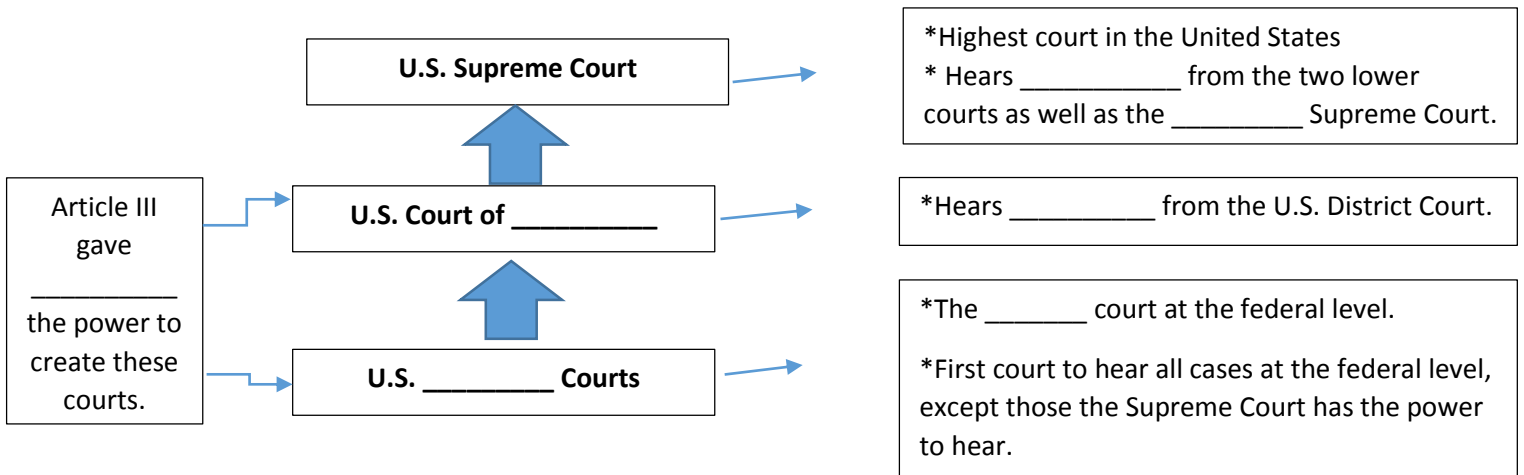 U.S. Supreme Court
*Highest court in the United States
* Hears ___________ from the two lower
courts as well as the _________ Supreme Court.
Article III
gave
__________
the power to
create these
courts.
U.S. Court of __________
*Hears __________ from the U.S. District Court.
U.S. _________ Courts
*The _______ court at the federal level.
*First court to hear all cases at the federal level,
except those the Supreme Court has the power
to hear.